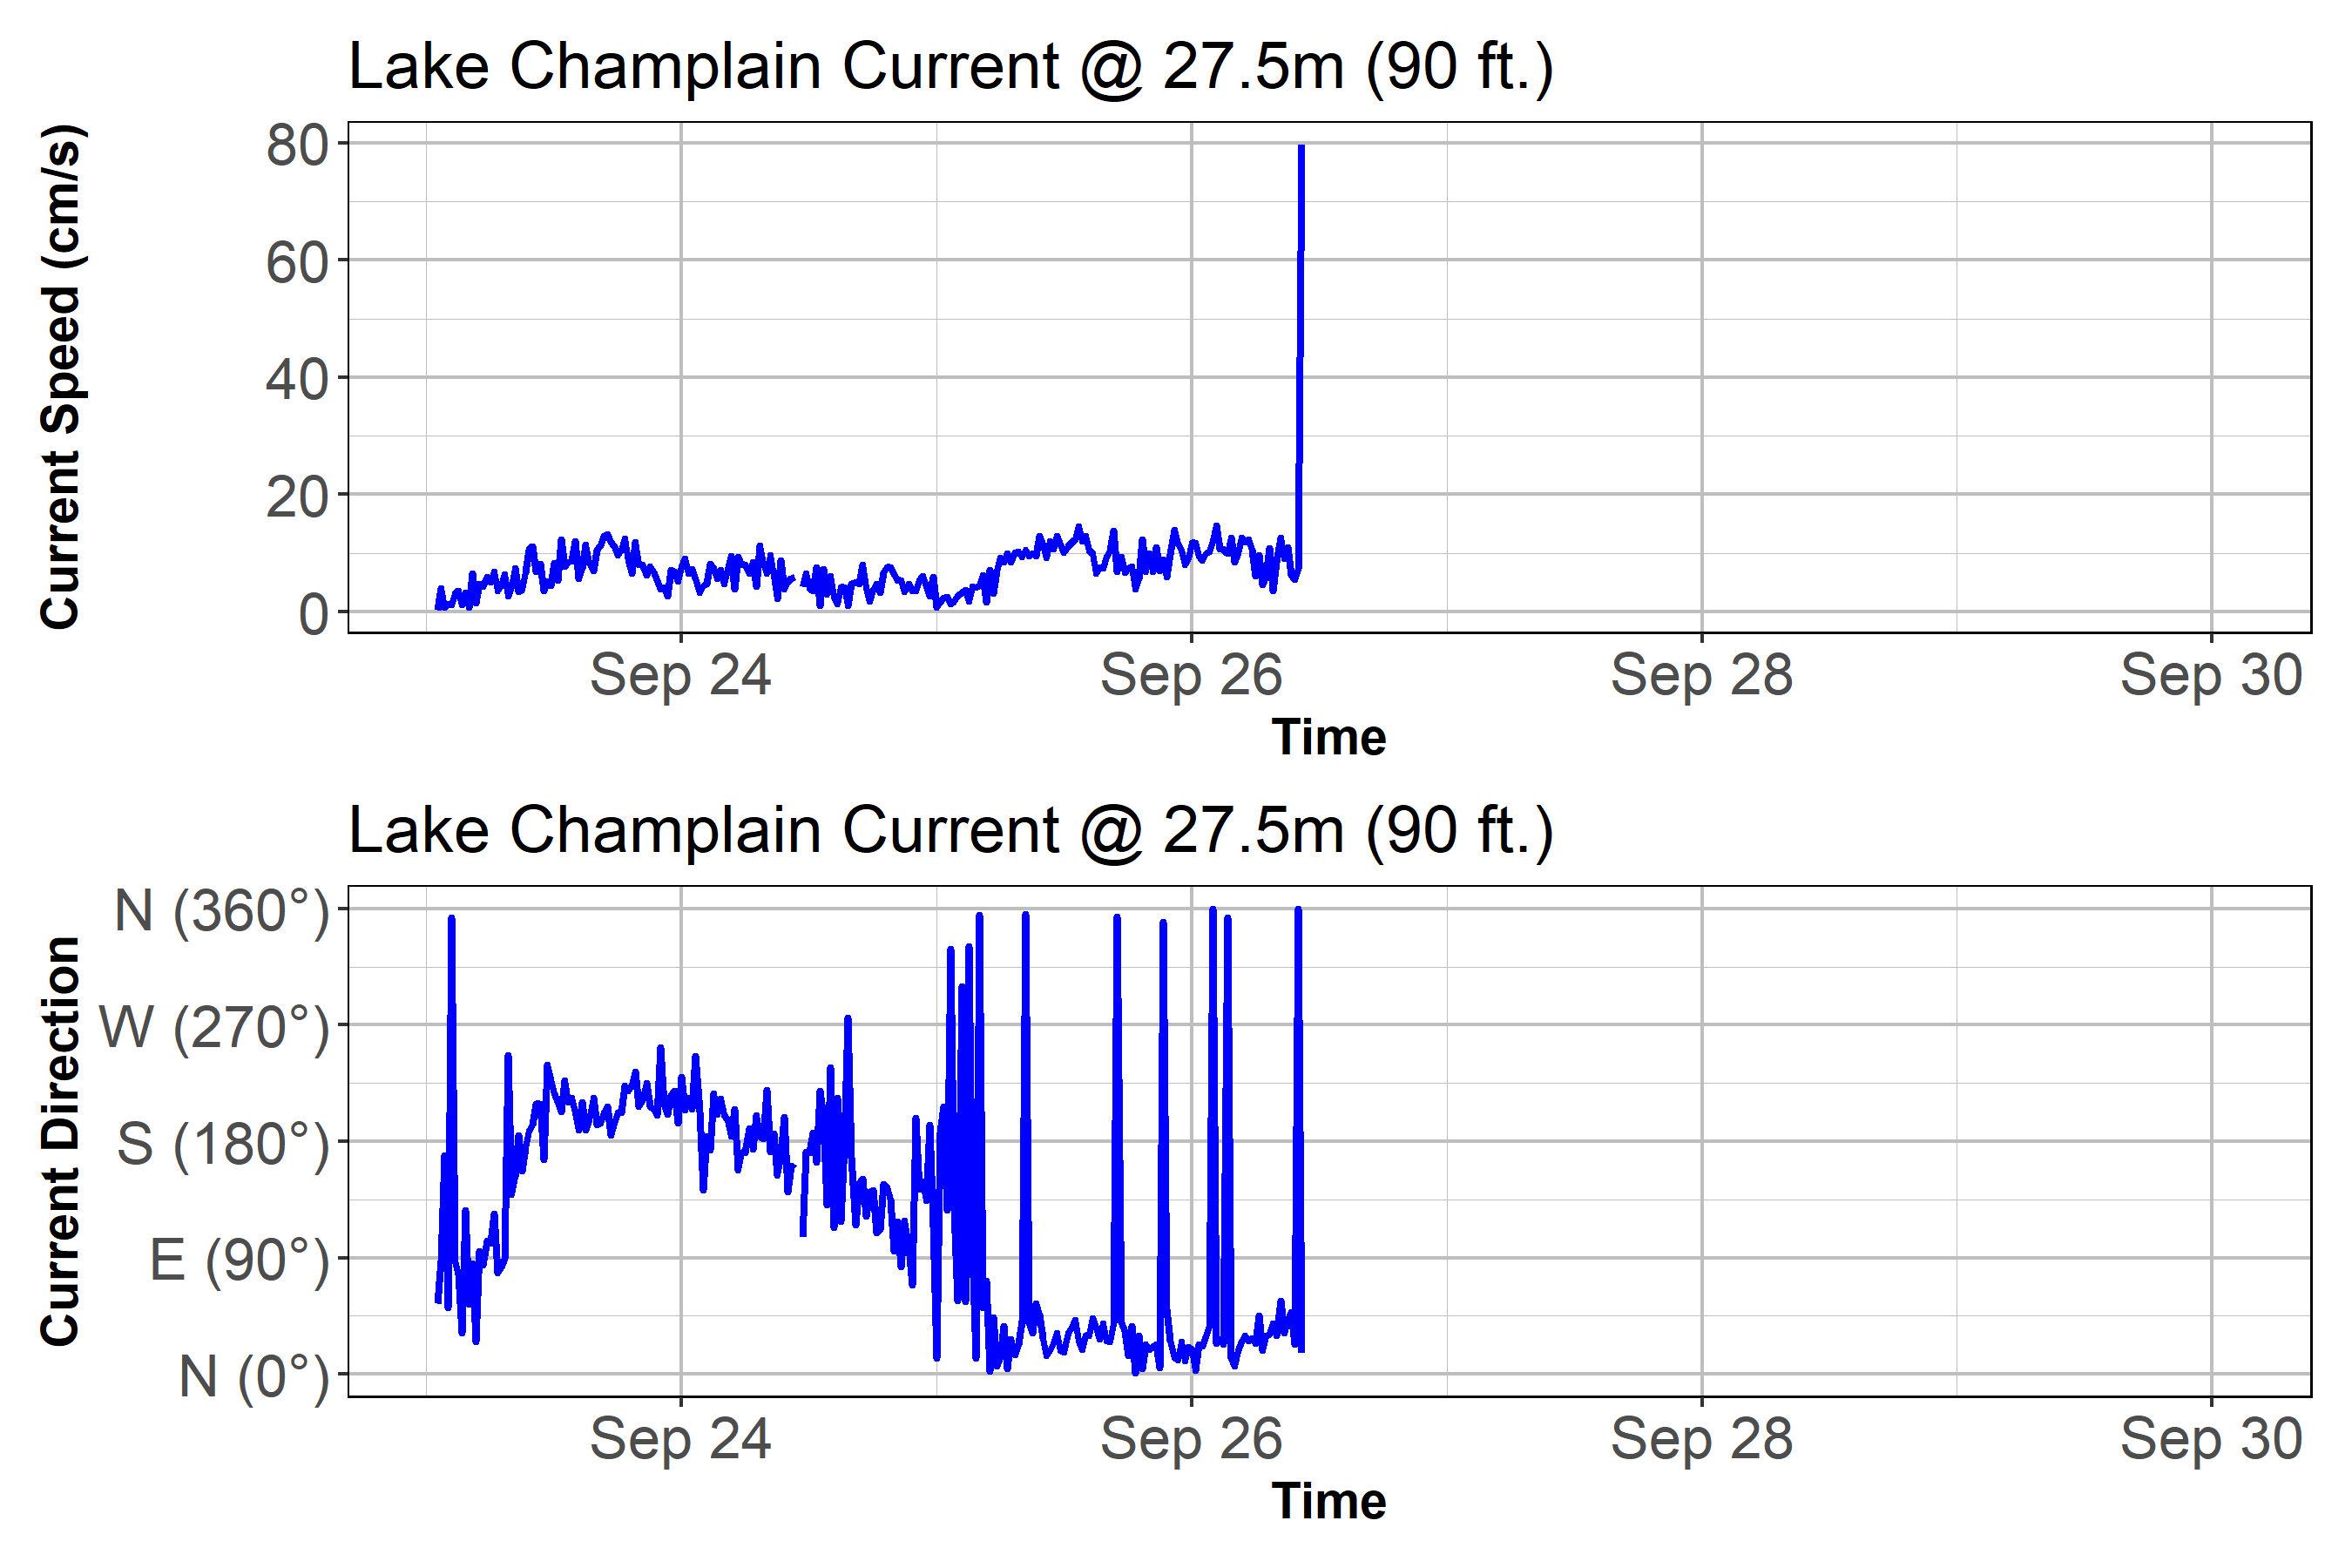 Lake Champlain Current @ 27.5m (90 ft.)
Current Speed (cm/s)
80
60
40
20
0
Sep 24 Sep 26 Sep 28 Sep 30
Time
Lake Champlain Current @ 27.5m (90 ft.)
Current Direction
N (360°)
W (270°)
S (180°)
E (90°)
N (0°)
Sep 24 Sep 26 Sep 28 Sep 30
Time